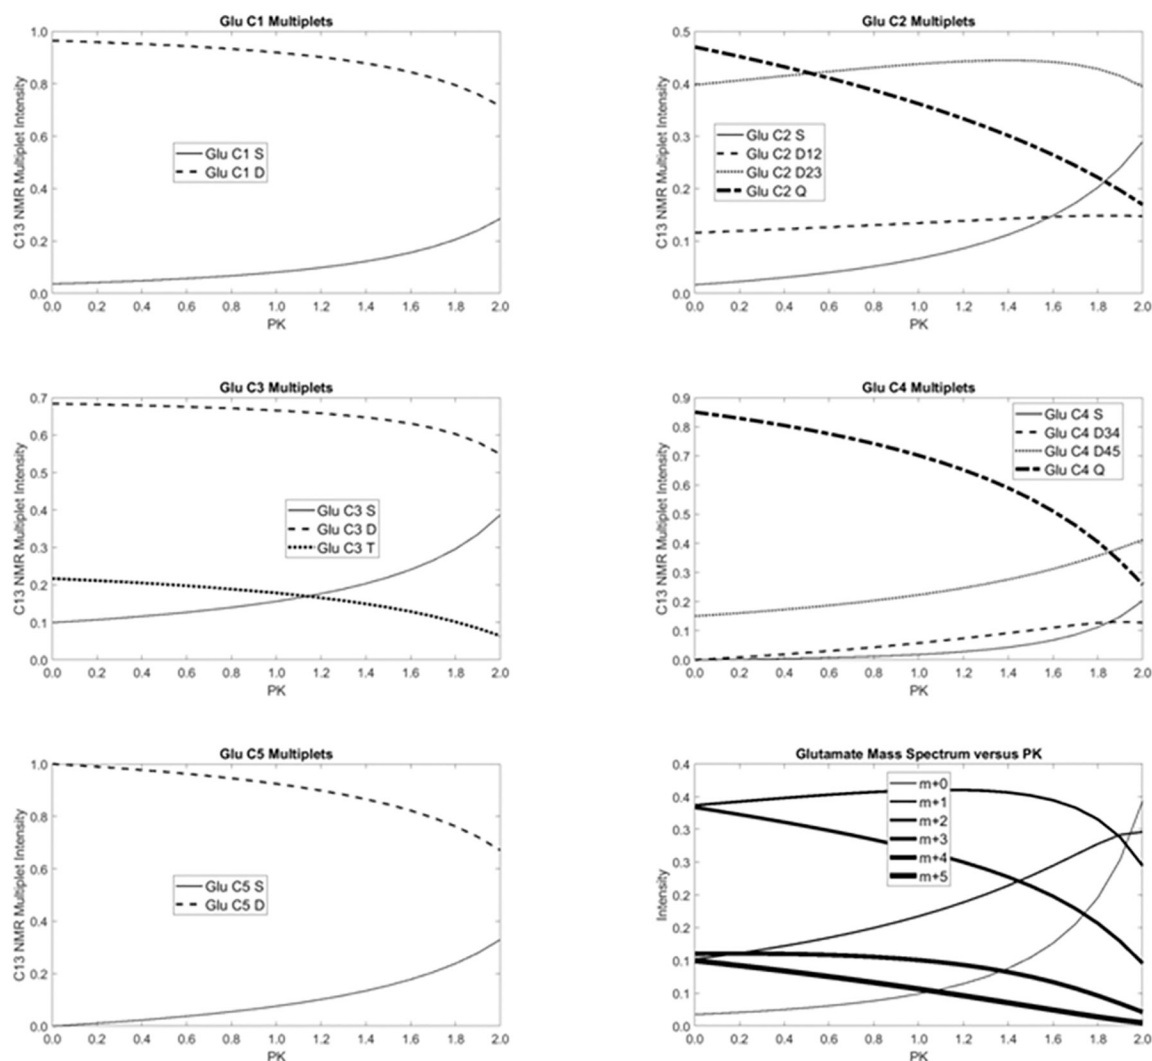 Glu C1 Multiplets
C13 NMR Multiplet Intensity
1.0
0.8
0.6
0.4
0.2
0.0
Glu C1 S
Glu C1 D
0.0 0.2 0.4 0.6 0.8 1.0 1.2 1.4 1.6 1.8 2.0
PK
Glu C2 Multiplets
C13 NMR Multiplet Intensity
0.5
0.4
0.3
0.2
0.1
0.0
Glu C2 S
Glu C2 D12
Glu C2 D23
Glu C2 Q
0.0 0.2 0.4 0.6 0.8 1.0 1.2 1.4 1.6 1.8 2.0
PK
Glu C3 Multiplets
C13 NMR Multiplet Intensity
0.7
0.6
0.5
0.4
0.3
0.2
0.1
0.0
Glu C3 S
Glu C3 D
Glu C3 T
0.0 0.2 0.4 0.6 0.8 1.0 1.2 1.4 1.6 1.8 2.0
PK
Glu C4 Multiplets
C13 NMR Multiplet Intensity
0.9
0.8
0.7
0.6
0.5
0.4
0.3
0.2
0.1
0.0
Glu C4 S
Glu C4 D34
Glu C4 D45
Glu C4 Q
0.0 0.2 0.4 0.6 0.8 1.0 1.2 1.4 1.6 1.8 2.0
PK
Glu C5 Multiplets
C13 NMR Multiplet Intensity
1.0
0.8
0.6
0.4
0.2
0.0
Glu C5 S
Glu C5 D
0.0 0.2 0.4 0.6 0.8 1.0 1.2 1.4 1.6 1.8 2.0
PK
Glutamate Mass Spectrum versus PK
Intensity
0.4
0.4
0.3
0.3
0.2
0.2
0.1
0.1
0.0
m+0
m+1
m+2
m+3
m+4
m+5
0.0 0.2 0.4 0.6 0.8 1.0 1.2 1.4 1.6 1.8 2.0
PK